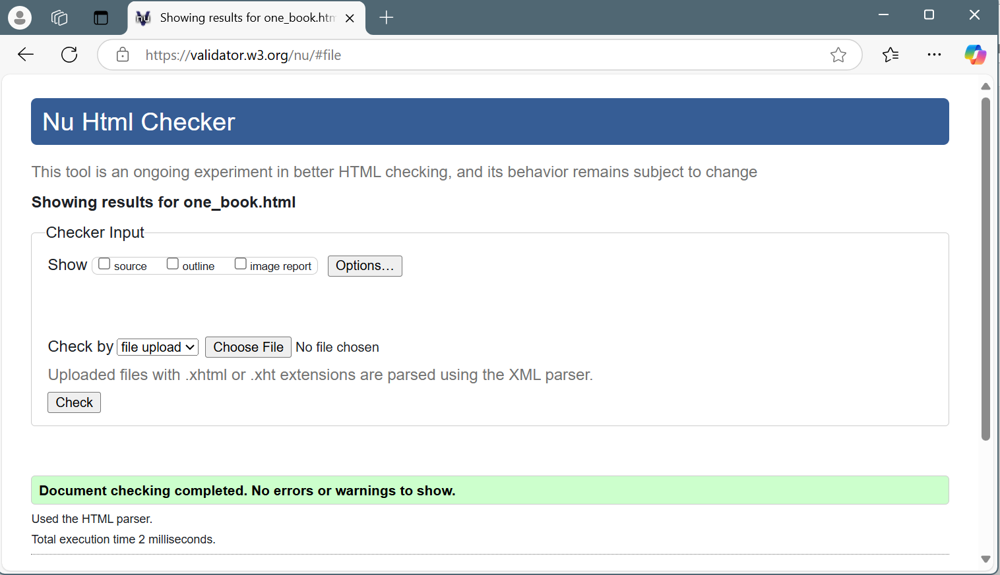 nu Showing results for one_book.htm
https://validator.w3.org/nu/#file
Nu Html Checker
This tool is an ongoing experiment in better HTML checking, and its behavior remains subject to change
Showing results for one_book.html
Checker Input
Show source outline image report Options...
Check by file upload Choose File No file chosen
Uploaded files with .xhtml or .xht extensions are parsed using the XML parser.
Check
Document checking completed. No errors or warnings to show.
Used the HTML parser.
Total execution time 2 milliseconds.